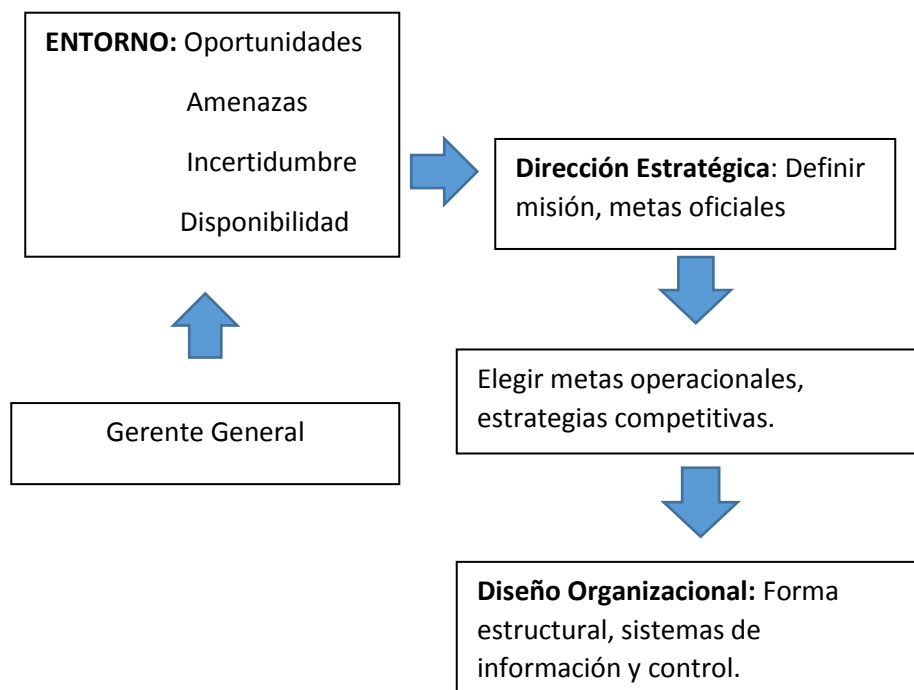 ENTORNO: Oportunidades
Amenazas
Incertidumbre
Disponibilidad
Gerente General
Dirección Estratégica: Definir
misión, metas oficiales
Elegir metas operacionales,
estrategias competitivas.
Diseño Organizacional: Forma
estructural, sistemas de
información y control.